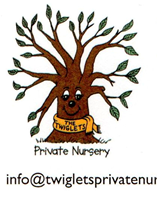 THE
TWIGLETS
Private Nursery
info@twigletsprivatenur